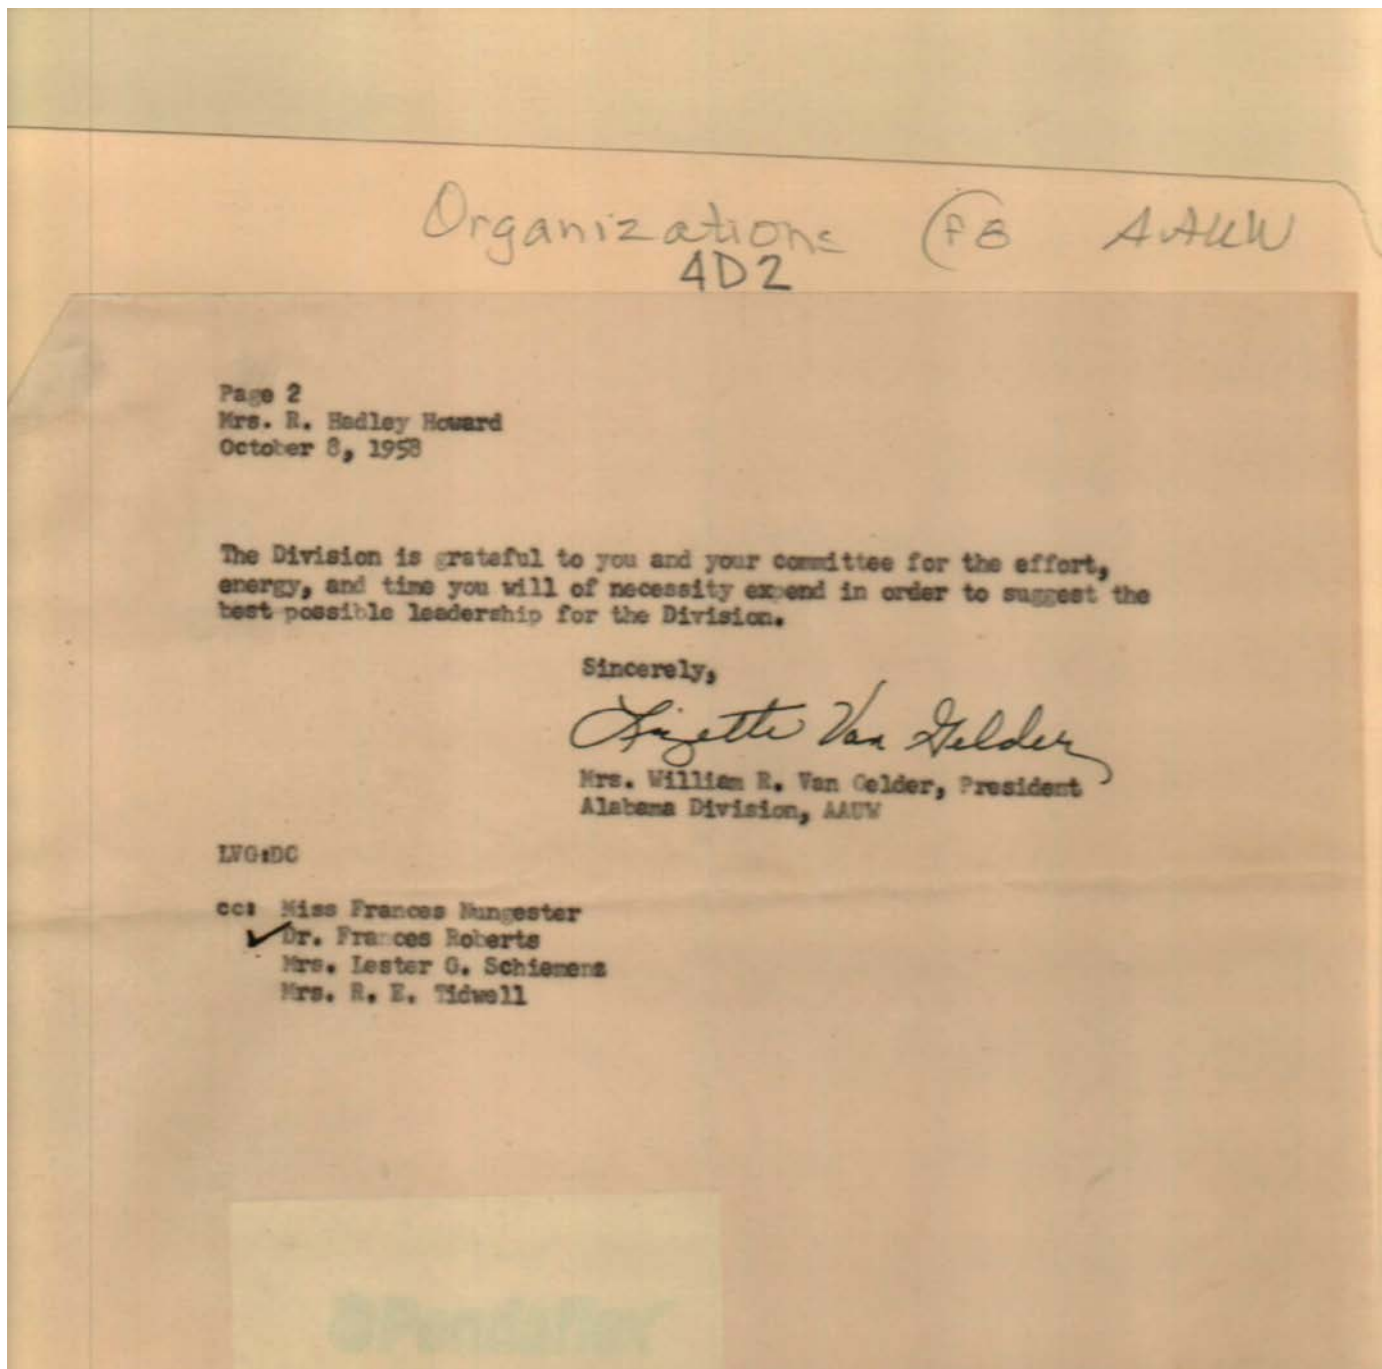 Organizations (F8 AAUW
4D2
Page 2
Mrs. R. Hadley Howard
October 8, 1958
The Division is grateful to you and your committee for the effort,
energy, and time you will of necessity expend in order to suggest the
best possible leadership for the Division.
Sincerely,
Lizette Van Gelder
Mrs. William R. Van Gelder, President
Alabama Division, AAUW
LVG:DC
cc: Miss Frances Nungester
✓Dr. Frances Roberts
Mrs. Lester G. Schiemenz
Mrs. R. E. Tidwell